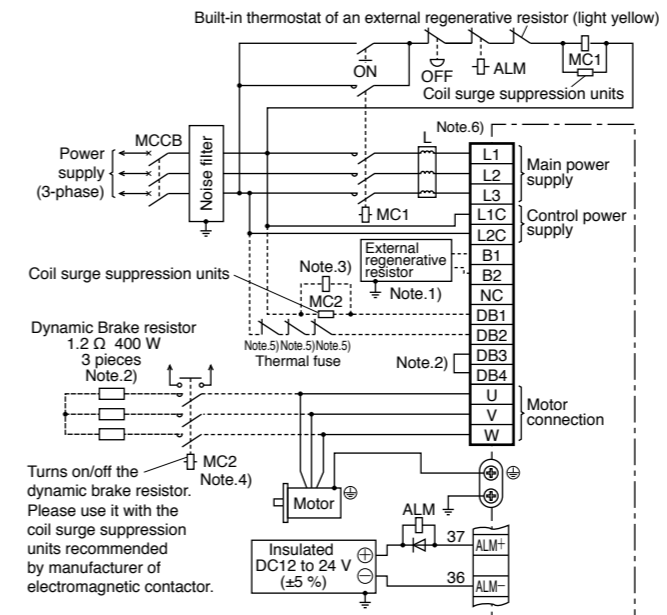 Built-in thermostat of an external regenerative resistor (light yellow)
ON
OFF
ALM
MC1
Coil surge suppression units
Note.6)
L
MCCB
Power
supply
(3-phase)
Noise filter
MC1
L1
L2
L3
L1C
L2C
B1
B2
NC
DB1
DB2
DB3
DB4
U
V
W
Main power
supply
Control power
supply
External
regenerative
resistor
Note.1)
Coil surge suppression units
Note.3)
MC2
Note.5) Note.5) Note.5)
Thermal fuse
Note.2)
Dynamic Brake resistor
1.2 Ω 400 W
3 pieces
Note.2)
Motor
connection
MC2
Note.4)
Turns on/off the
dynamic brake resistor.
Please use it with the
coil surge suppression
units recommended
by manufacturer of
electromagnetic contactor.
Motor
ALM
Insulated
DC12 to 24 V
(±5 %)
37
ALM+
36
ALM−